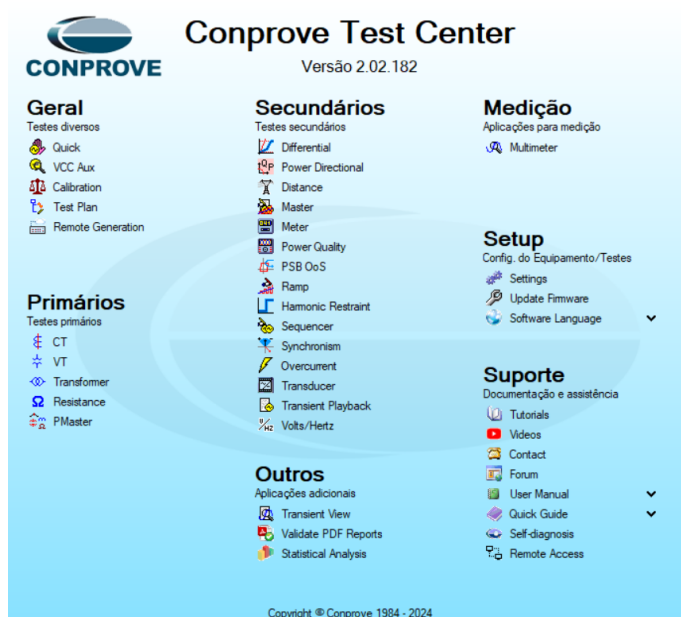 CONPROVE
Conprove Test Center
Versão 2.02.182
Geral
Testes diversos
Quick
VCC Aux
Calibration
Test Plan
Remote Generation
Primários
Testes primários
CT
VT
Transformer
Resistance
PMaster
Secundários
Testes secundários
Differential
Power Directional
Distance
Master
Meter
Power Quality
PSB OoS
Ramp
Harmonic Restraint
Sequencer
Synchronism
Overcurrent
Transducer
Transient Playback
Volts/Hertz
Outros
Aplicações adicionais
Transient View
Validate PDF Reports
Statistical Analysis
Medição
Aplicações para medição
Multimeter
Setup
Config. do Equipamento/Testes
Settings
Update Firmware
Software Language
Suporte
Documentação e assistência
Tutorials
Videos
Contact
Forum
User Manual
Quick Guide
Self-diagnosis
Remote Access
Copyright © Conprove 1984 - 2024